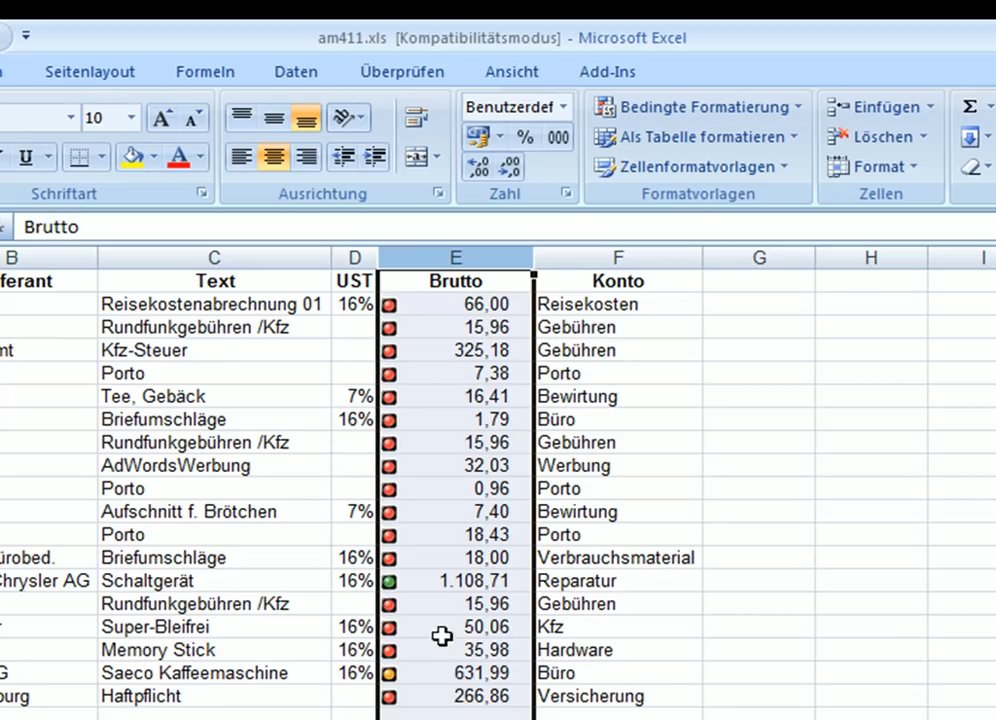 am411.xls [Kompatibilitätsmodus] - Microsoft Excel
Seitenlayout Formeln Daten Überprüfen Ansicht Add-Ins
10 Benutzerdef Bedingte Formatierung Einfügen Σ
U A % 000 Als Tabelle formatieren Löschen
Zellenformatvorlagen Format
Schriftart Ausrichtung Zahl Formatvorlagen Zellen
Brutto
B C D E F G H I
ferant Text UST Brutto Konto
Reisekostenabrechnung 01 16% 66,00 Reisekosten
Rundfunkgebühren /Kfz 15,96 Gebühren
mt Kfz-Steuer 325,18 Gebühren
Porto 7,38 Porto
Tee, Gebäck 7% 16,41 Bewirtung
Briefumschläge 16% 1,79 Büro
Rundfunkgebühren /Kfz 15,96 Gebühren
AdWordsWerbung 32,03 Werbung
Porto 0,96 Porto
Aufschnitt f. Brötchen 7% 7,40 Bewirtung
Porto 18,43 Porto
ürobed. Briefumschläge 16% 18,00 Verbrauchsmaterial
Chrysler AG Schaltgerät 16% 1.108,71 Reparatur
Rundfunkgebühren /Kfz 15,96 Gebühren
r Super-Bleifrei 16% 50,06 Kfz
Memory Stick 16% 35,98 Hardware
G Saeco Kaffeemaschine 16% 631,99 Büro
burg Haftpflicht 266,86 Versicherung